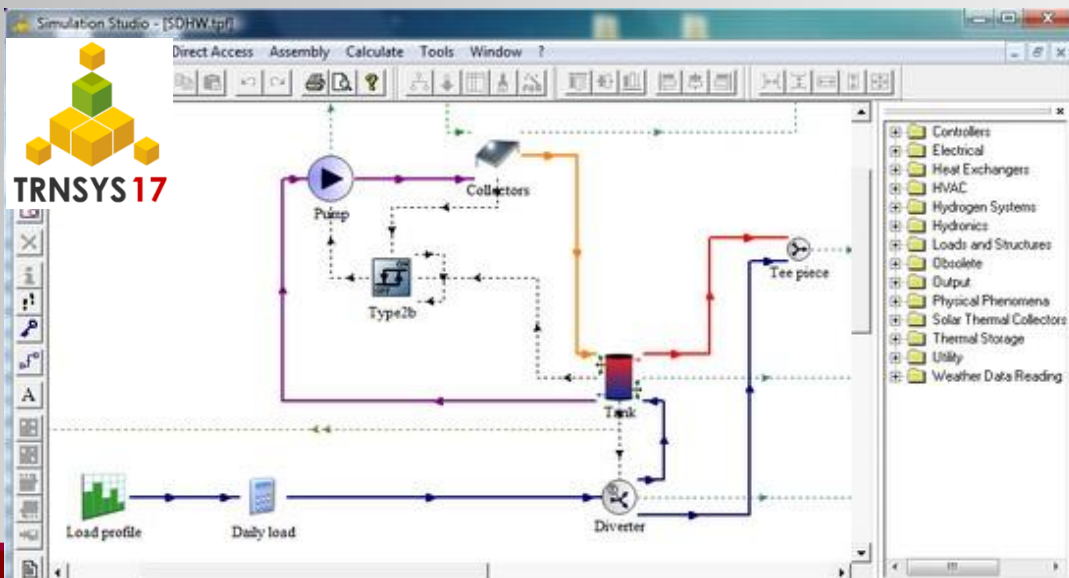 Simulation Studio - [SDHW.tpf]
Direct Access Assembly Calculate Tools Window ?
TRNSYS 17
Pump
Collectors
Type2b
Tee piece
Tank
Load profile
Daily load
Diverter
A
Controllers
Electrical
Heat Exchangers
HVAC
Hydrogen Systems
Hydronics
Loads and Structures
Obsolete
Output
Physical Phenomena
Solar Thermal Collectors
Thermal Storage
Utility
Weather Data Reading